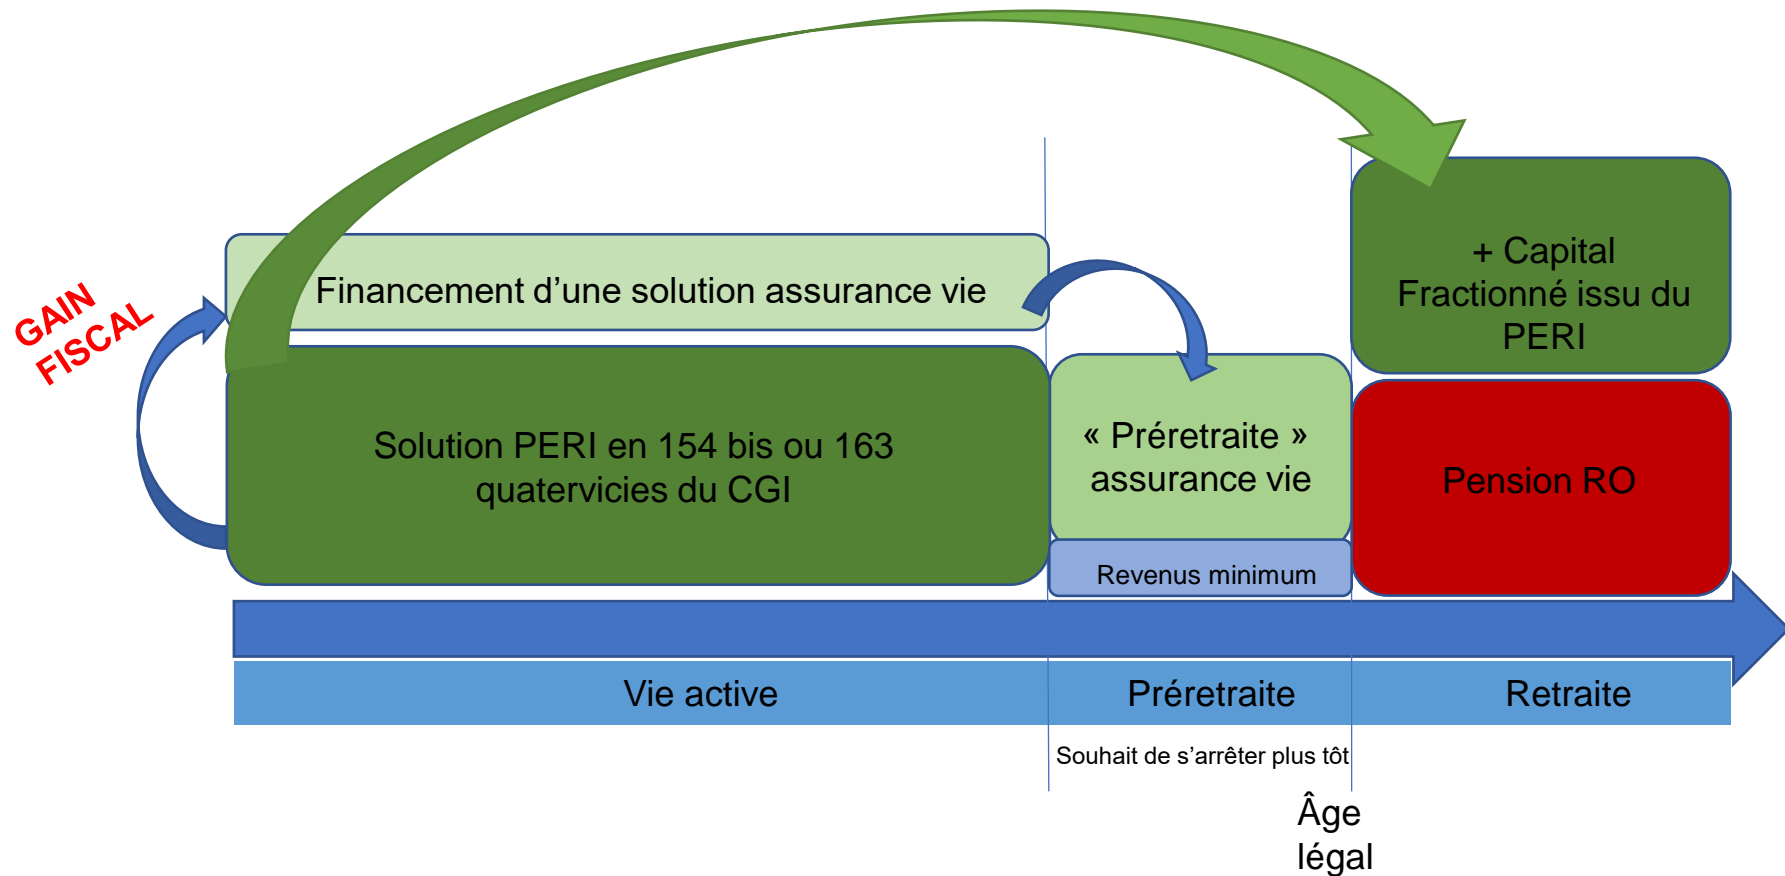 GAIN
FISCAL
Financement d’une solution assurance vie
Solution PERI en 154 bis ou 163
quatervicies du CGI
« Préretraite »
assurance vie
Revenus minimum
+ Capital
Fractionné issu du
PERI
Pension RO
Vie active
Préretraite
Retraite
Souhait de s’arrêter plus tôt
Âge
légal